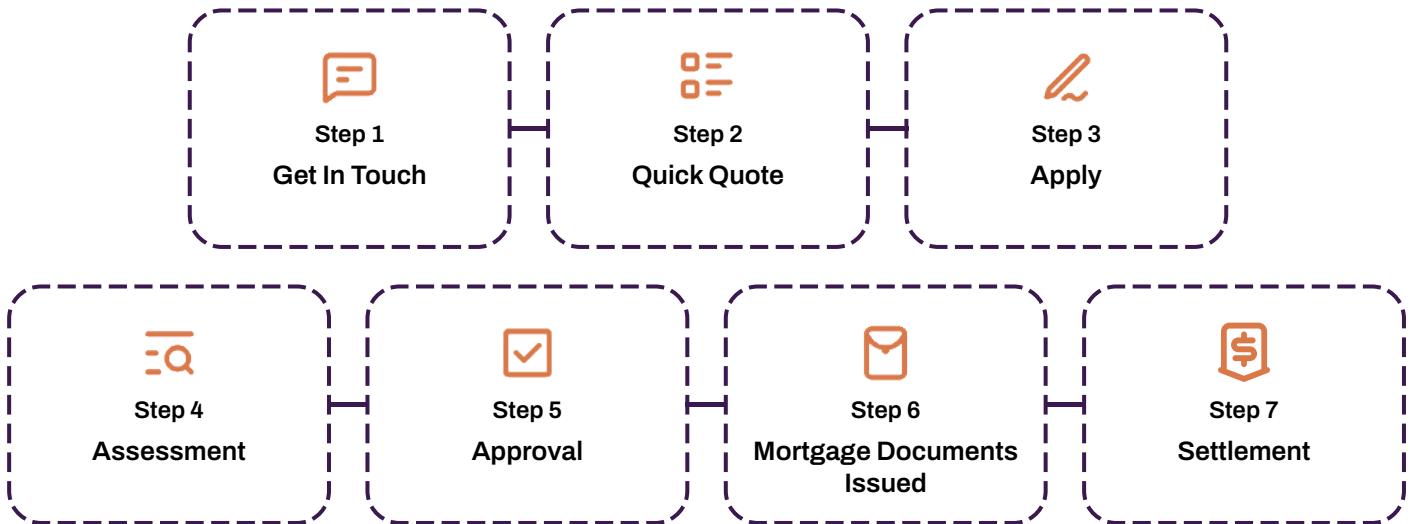 Step 1
Get In Touch
Step 2
Quick Quote
Step 3
Apply
Step 4
Assessment
Step 5
Approval
Step 6
Mortgage Documents
Issued
Step 7
Settlement